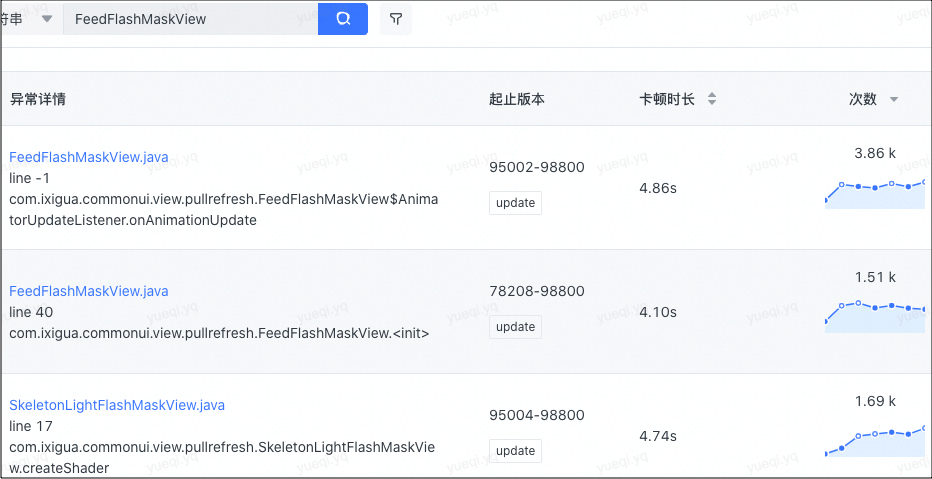 符串 FeedFlashMaskView
异常详情 起止版本 卡顿时长 次数
FeedFlashMaskView.java
line -1
com.ixigua.commonui.view.pullrefresh.FeedFlashMaskView$Anima
torUpdateListener.onAnimationUpdate
95002-98800
update
4.86s
3.86 k
FeedFlashMaskView.java
line 40
com.ixigua.commonui.view.pullrefresh.FeedFlashMaskView.<init>
78208-98800
update
4.10s
1.51 k
SkeletonLightFlashMaskView.java
line 17
com.ixigua.commonui.view.pullrefresh.SkeletonLightFlashMaskVie
w.createShader
95004-98800
update
4.74s
1.69 k
yueqi.yq